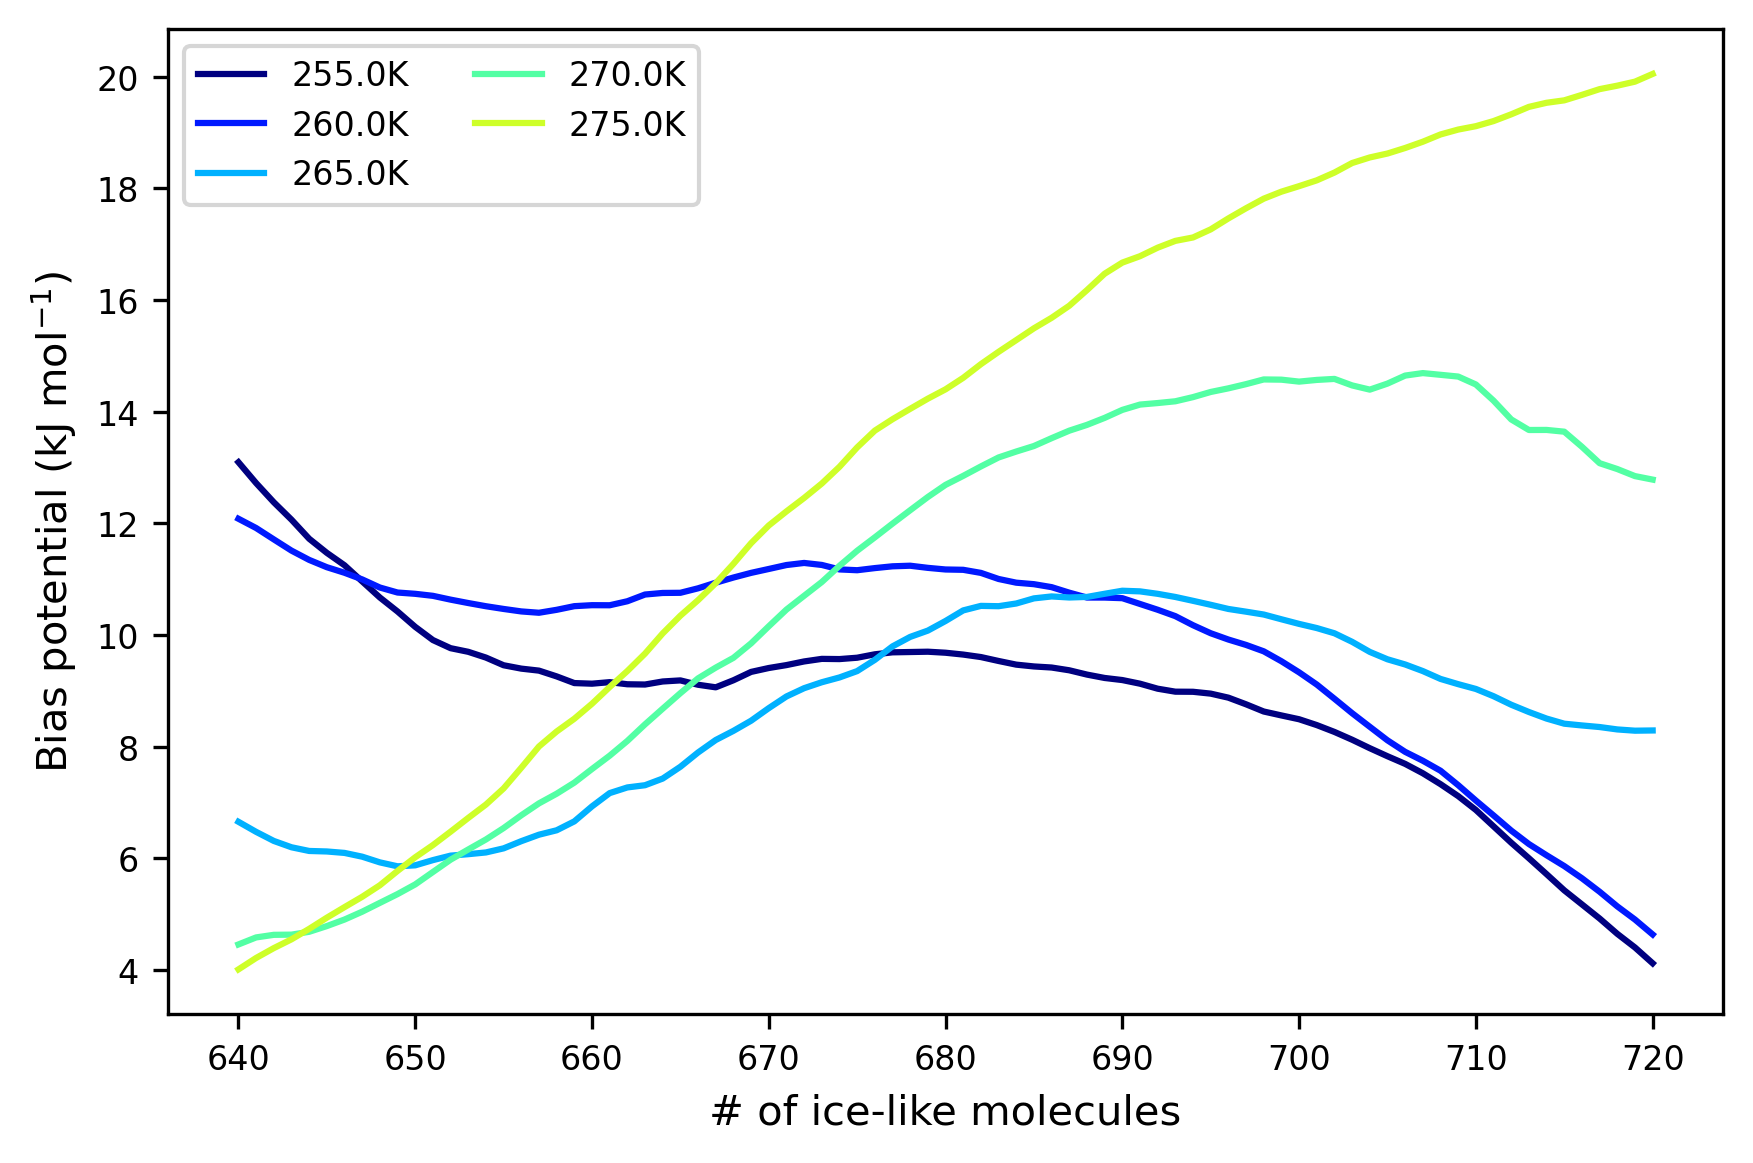 255.0K
260.0K
265.0K
270.0K
275.0K
20
18
16
14
12
10
8
6
4
Bias potential (kJ mol⁻¹)
640 650 660 670 680 690 700 710 720
# of ice-like molecules